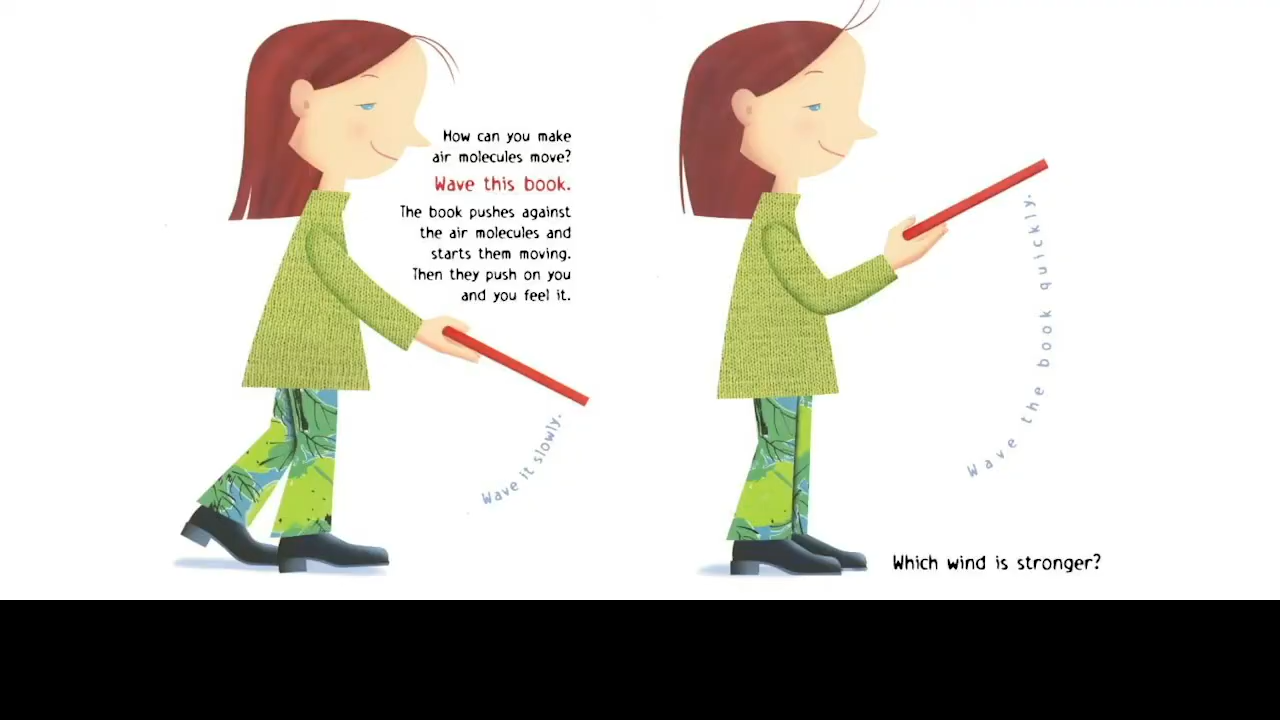 How can you make
air molecules move?
Wave this book.
The book pushes against
the air molecules and
starts them moving.
Then they push on you
and you feel it.
Wave it slowly.
Wave the book quickly.
Which wind is stronger?